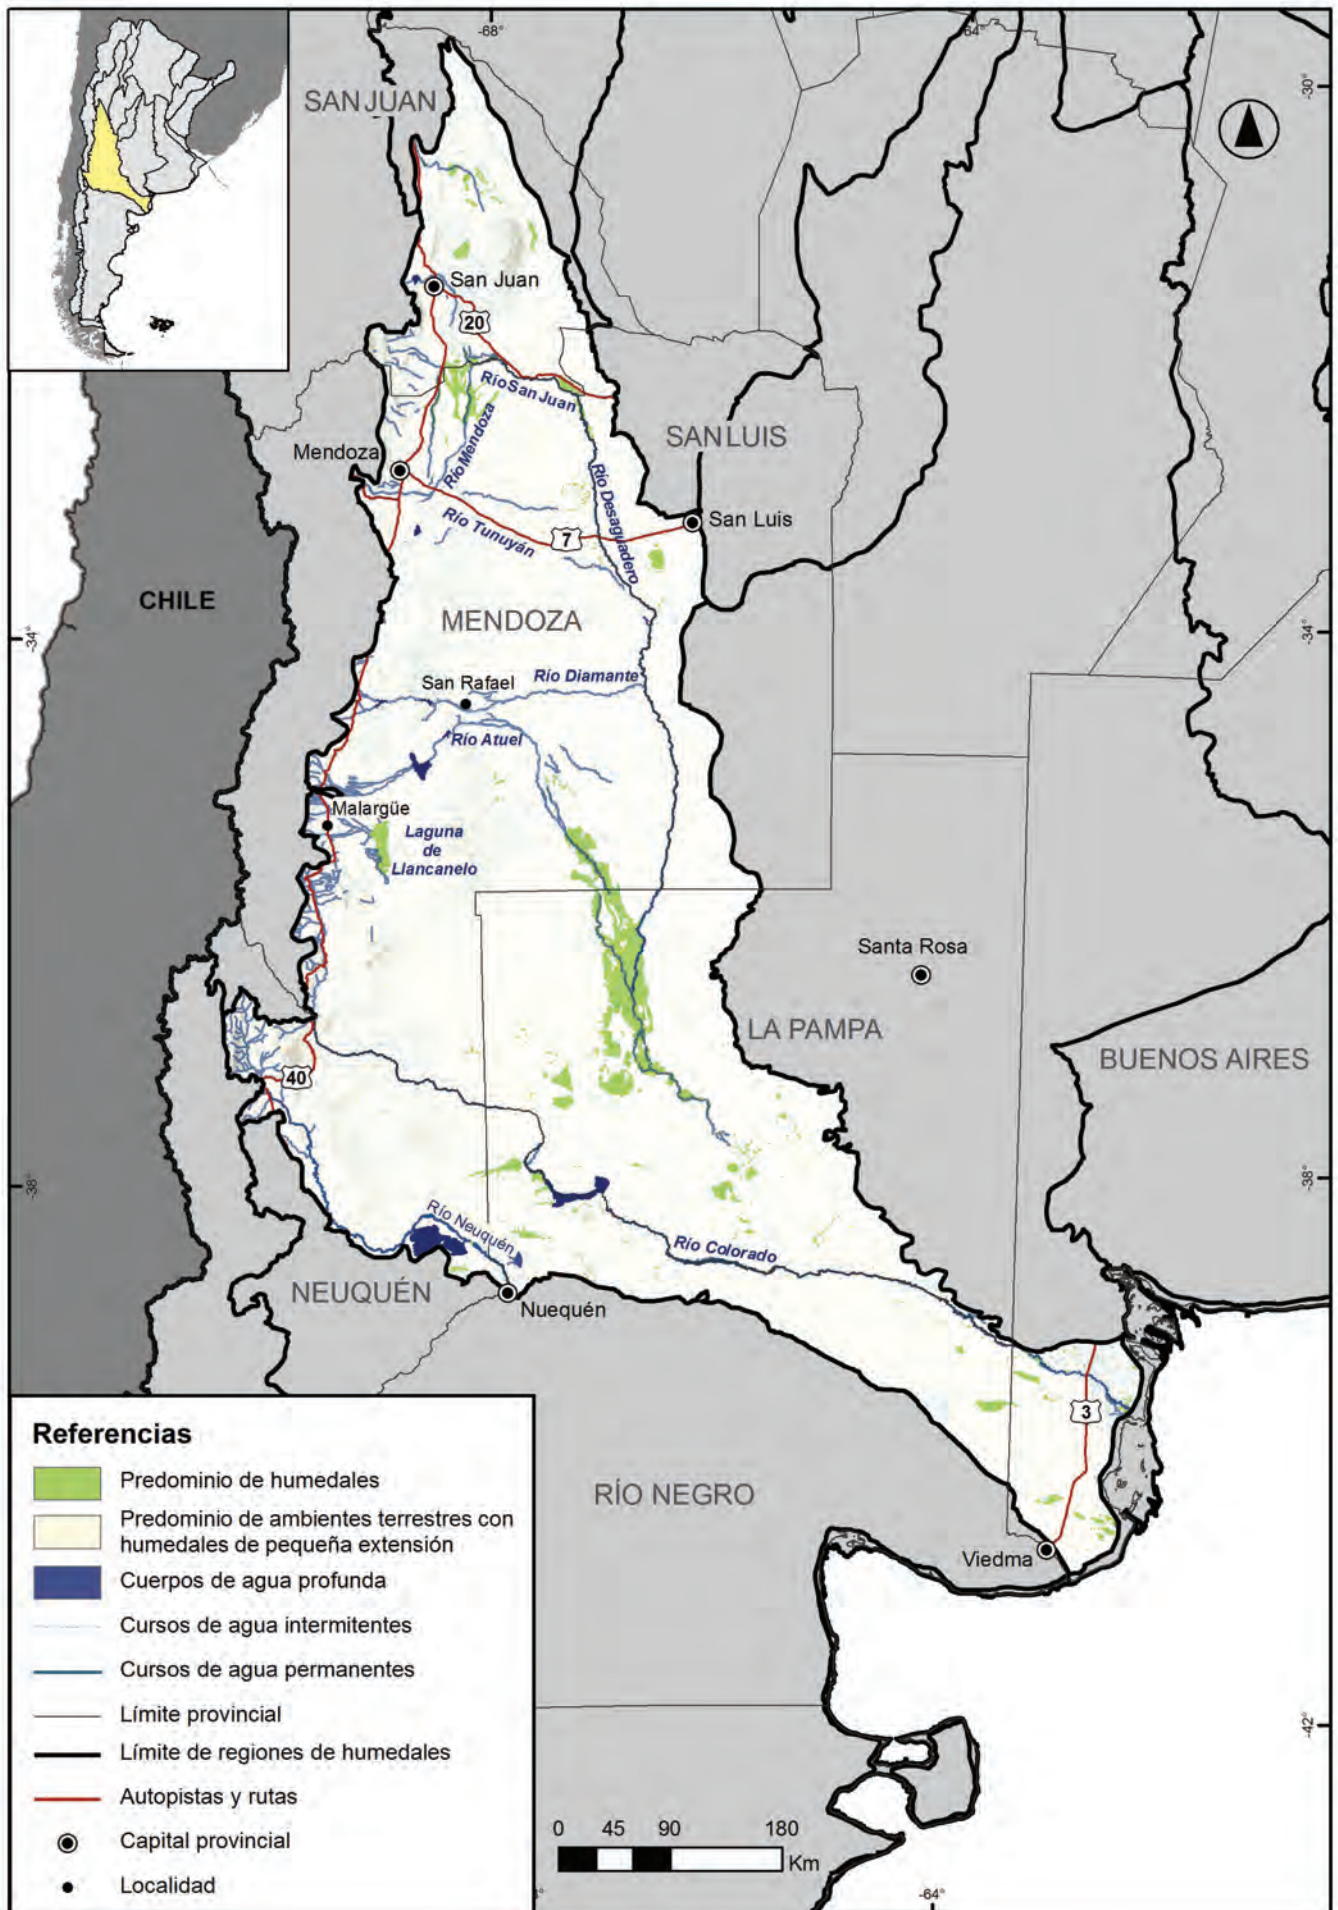 -68°
-64°
-30°
SAN JUAN
San Juan
20
Río San Juan
SAN LUIS
Río Mendoza
Mendoza
Río Desaguadero
San Luis
Río Tunuyán
7
CHILE
MENDOZA
-34°
-34°
San Rafael
Río Diamante
Río Atuel
Malargüe
Laguna
de
Llancanelo
Santa Rosa
LA PAMPA
BUENOS AIRES
40
-38°
-38°
Río Neuquén
Río Colorado
NEUQUÉN
Nuequén
3
Referencias
Predominio de humedales
Predominio de ambientes terrestres con
humedales de pequeña extensión
Cuerpos de agua profunda
Cursos de agua intermitentes
Cursos de agua permanentes
Límite provincial
Límite de regiones de humedales
Autopistas y rutas
Capital provincial
Localidad
RÍO NEGRO
Viedma
-42°
0 45 90 180
Km
-64°